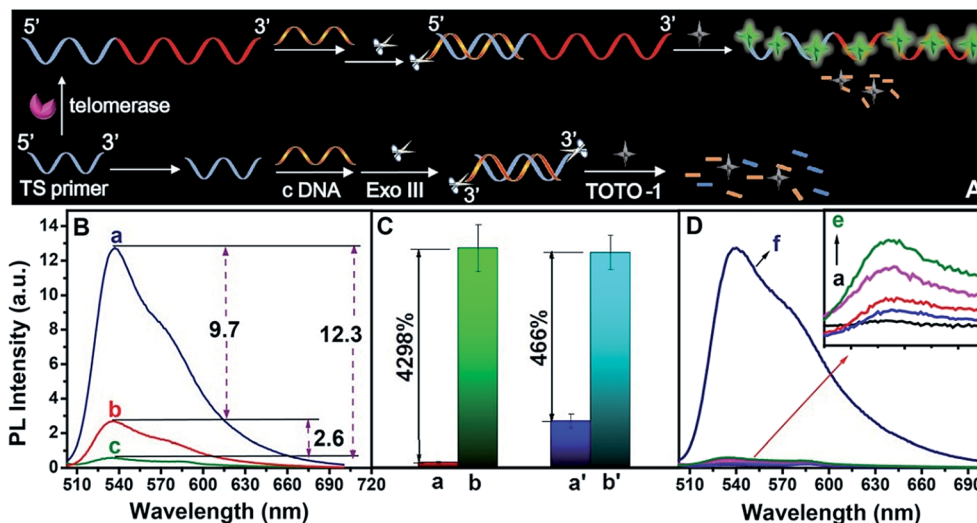 5’ 3’ 5’ 3’
telomerase
5’ 3’ 3’
TS primer c DNA Exo III 3’ TOTO -1 A
B C D
PL Intensity (a.u.)
14
12
10
8
6
4
2
0
a
b
c
9.7
12.3
2.6
510 540 570 600 630 660 690 720
Wavelength (nm)
4298%
466%
a b a' b'
f
e
a
510 540 570 600 630 660 690
Wavelength (nm)